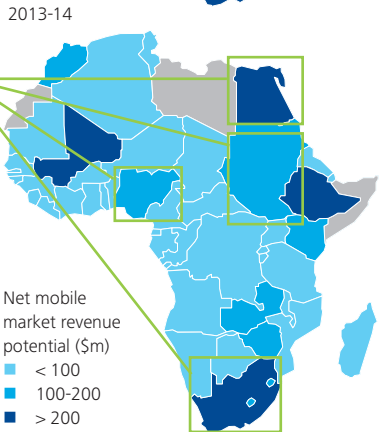 2013-14
Net mobile
market revenue
potential ($m)
< 100
100-200
> 200